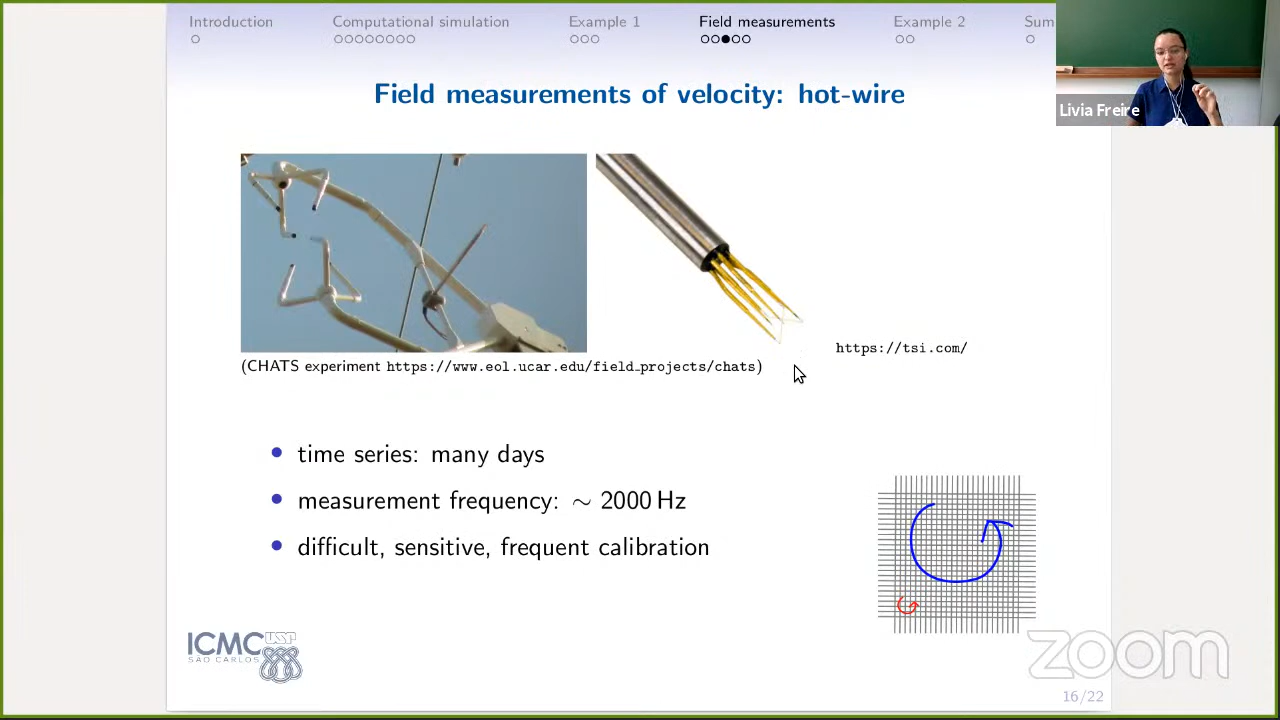 Introduction Computational simulation Example 1 Field measurements Example 2 Sum
Livia Freire
Field measurements of velocity: hot-wire
https://tsi.com/
(CHATS experiment https://www.eol.ucar.edu/field_projects/chats)
• time series: many days
• measurement frequency: ∼ 2000 Hz
• difficult, sensitive, frequent calibration
ICMC USP
SÃO CARLOS
zoom
16/22